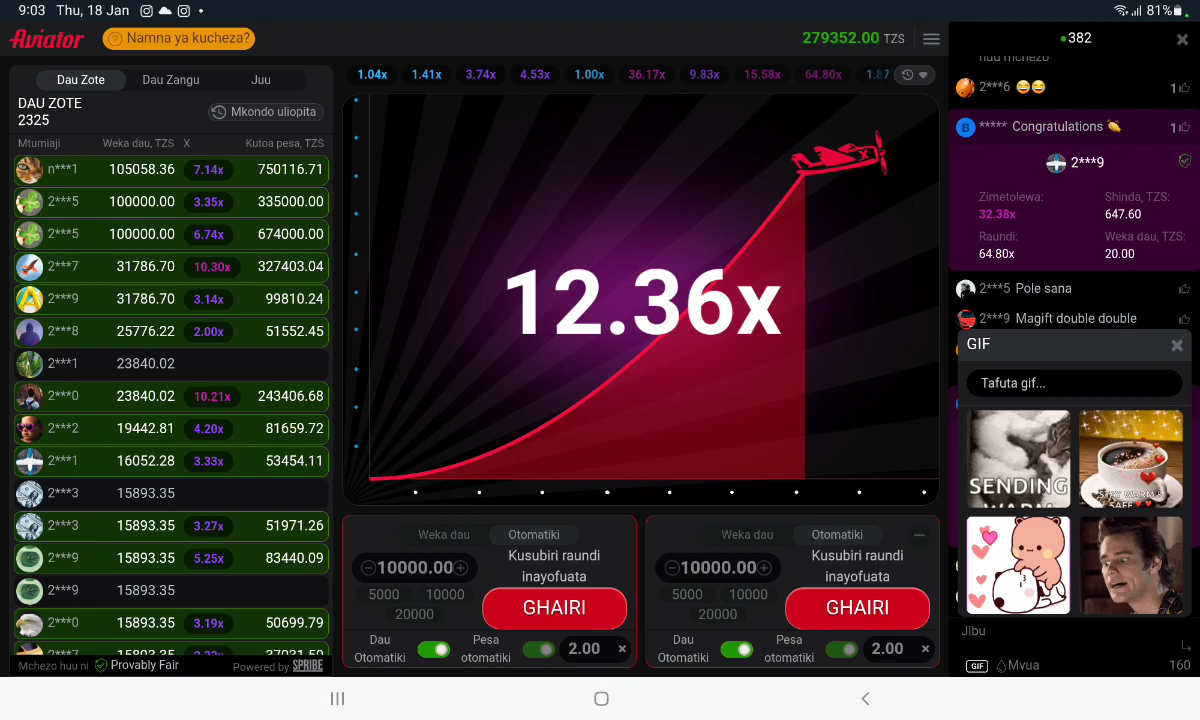 9:03 Thu, 18 Jan
81%
Aviator
Namna ya kucheza?
279352.00 TZS
382
Dau Zote Dau Zangu Juu
DAU ZOTE
2325
Mkondo uliopita
Mtumiaji Weka dau, TZS X Kutoa pesa, TZS
n***1 105058.36 7.14x 750116.71
2***5 100000.00 3.35x 335000.00
2***5 100000.00 6.74x 674000.00
2***7 31786.70 10.30x 327403.04
2***9 31786.70 3.14x 99810.24
2***8 25776.22 2.00x 51552.45
2***1 23840.02
2***0 23840.02 10.21x 243406.68
2***2 19442.81 4.20x 81659.72
2***1 16052.28 3.33x 53454.11
2***3 15893.35
2***3 15893.35 3.27x 51971.26
2***9 15893.35 5.25x 83440.09
2***9 15893.35
2***0 15893.35 3.19x 50699.79
2***7 15893.35
Mchezo huu ni Provably Fair Powered by SPRIBE
1.04x 1.41x 3.74x 4.53x 1.00x 36.17x 9.83x 15.58x 64.80x 1.87
12.36x
Weka dau Otomatiki
10000.00
5000 10000
20000
Kusubiri raundi
inayofuata
GHAIRI
Dau
Otomatiki
Pesa
otomatiki
2.00
Weka dau Otomatiki
10000.00
5000 10000
20000
Kusubiri raundi
inayofuata
GHAIRI
Dau
Otomatiki
Pesa
otomatiki
2.00
huu mchezo
2***6 😂😂 1
B ***** Congratulations 💊 1
2***9
Zimetolewa: Shinda, TZS:
32.38x 647.60
Raundi: Weka dau, TZS:
64.80x 20.00
2***5 Pole sana
2***9 Magift double double
GIF
Tafuta gif...
SENDING
WARM
STAY WARM &
SAFE
Jibu
GIF Mvua 160